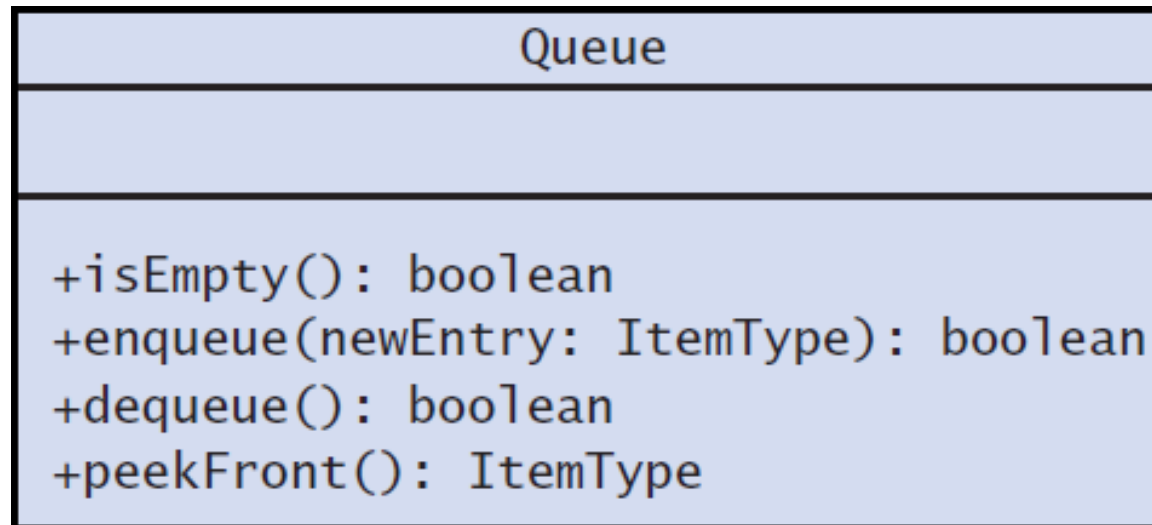 Queue
+isEmpty(): boolean
+enqueue(newEntry: ItemType): boolean
+dequeue(): boolean
+peekFront(): ItemType